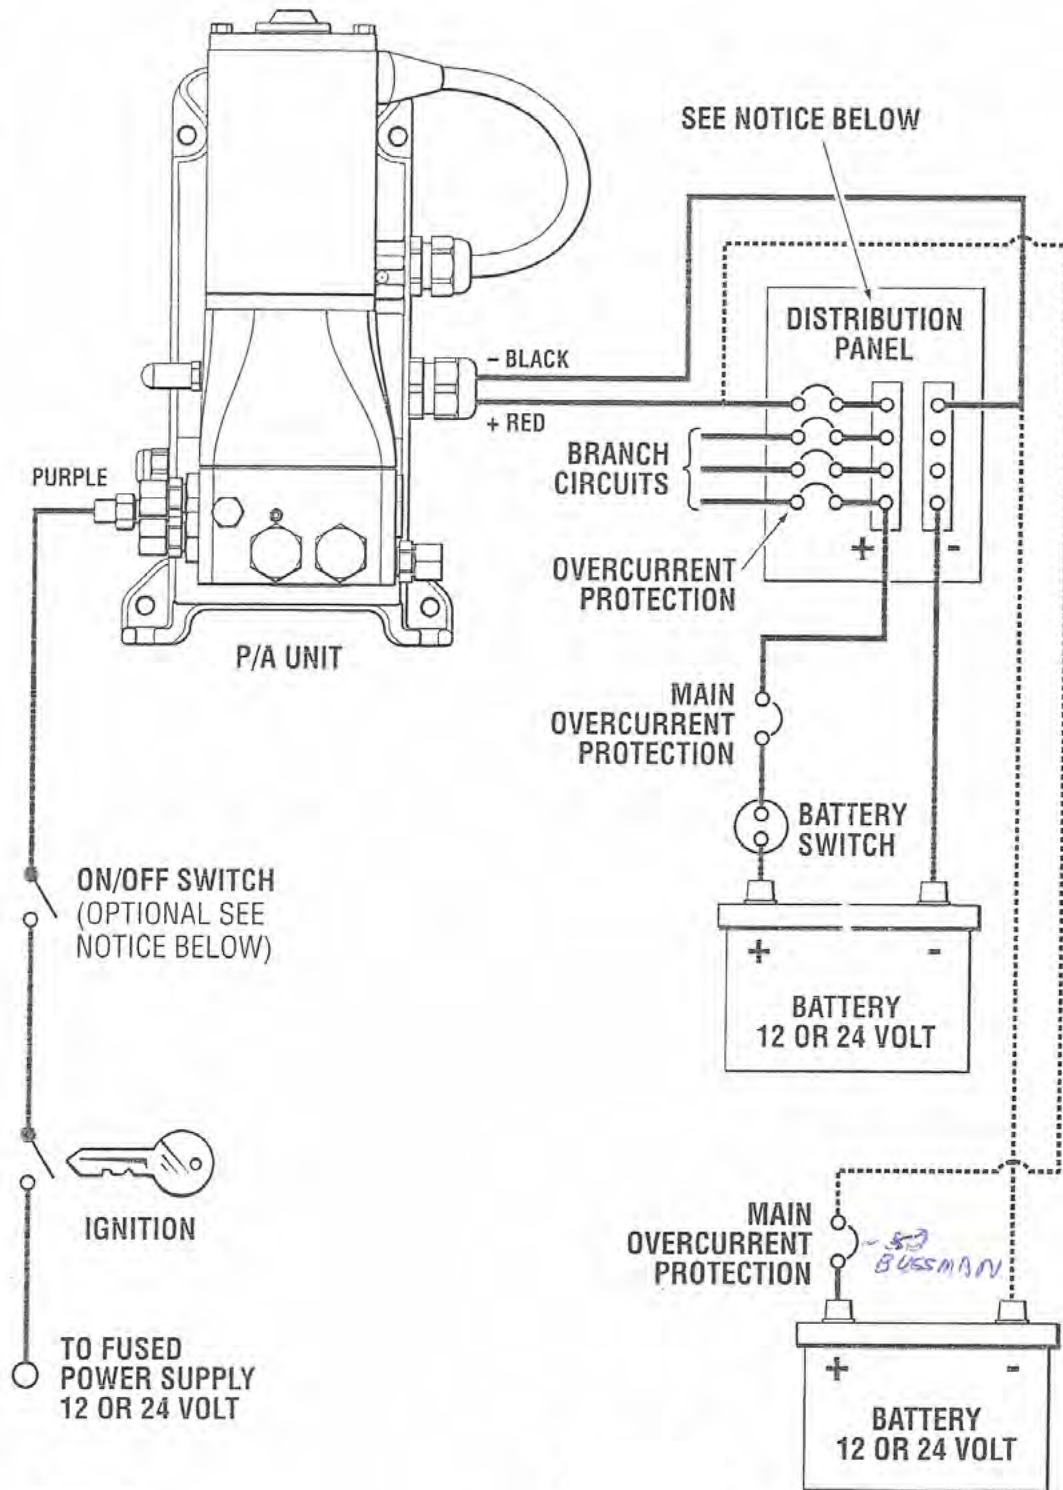 SEE NOTICE BELOW
DISTRIBUTION
PANEL
- BLACK
+ RED
BRANCH
CIRCUITS
PURPLE
+ -
OVERCURRENT
PROTECTION
P/A UNIT
MAIN
OVERCURRENT
PROTECTION
BATTERY
SWITCH
ON/OFF SWITCH
(OPTIONAL SEE
NOTICE BELOW)
+ -
BATTERY
12 OR 24 VOLT
IGNITION
MAIN
OVERCURRENT
PROTECTION
BUSSMAN
TO FUSED
POWER SUPPLY
12 OR 24 VOLT
+ -
BATTERY
12 OR 24 VOLT